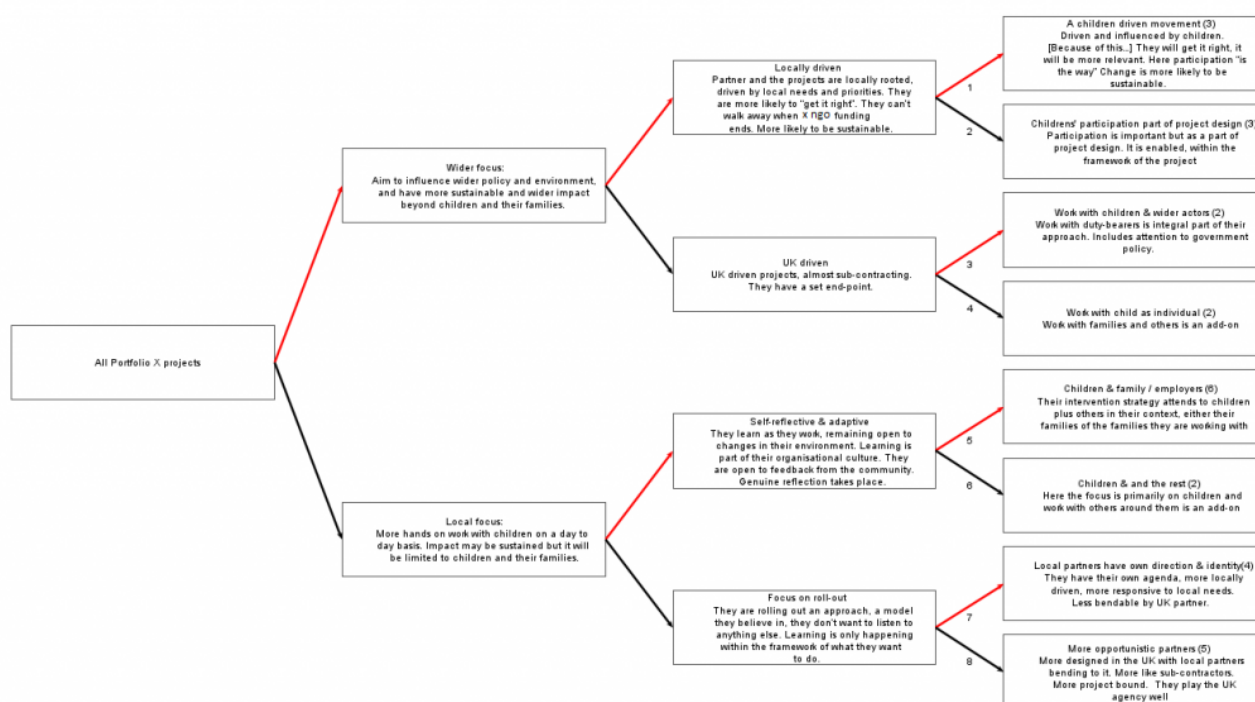 All Portfolio X projects
Wider focus:
Aim to influence wider policy and environment,
and have more sustainable and wider impact
beyond children and their families.
Local focus:
More hands on work with children on a day to
day basis. Impact may be sustained but it will
be limited to children and their families.
Locally driven
Partner and the projects are locally rooted,
driven by local needs and priorities. They
are more likely to "get it right". They can't
walk away when x ngo funding
ends. More likely to be sustainable.
UK driven
UK driven projects, almost sub-contracting.
They have a set end-point.
Self-reflective & adaptive
They learn as they work, remaining open to
changes in their environment. Learning is
part of their organisational culture. They
are open to feedback from the community.
Genuine reflection takes place.
Focus on roll-out
They are rolling out an approach, a model
they believe in, they don't want to listen to
anything else. Learning is only happening
within the framework of what they want
to do.
1
A children driven movement (3)
Driven and influenced by children.
[Because of this...] They will get it right, it
will be more relevant. Here participation "is
the way" Change is more likely to be
sustainable.
2
Childrens' participation part of project design (3)
Participation is important but as a part of
project design. It is enabled, within the
framework of the project
3
Work with children & wider actors (2)
Work with duty-bearers is integral part of their
approach. Includes attention to government
policy.
4
Work with child as individual (2)
Work with families and others is an add-on
5
Children & family / employers (6)
Their intervention strategy attends to children
plus others in their context, either their
families of the families they are working with
6
Children & and the rest (2)
Here the focus is primarily on children and
work with others around them is an add-on
7
Local partners have own direction & identity(4)
They have their own agenda, more locally
driven, more responsive to local needs.
Less bendable by UK partner.
8
More opportunistic partners (5)
More designed in the UK with local partners
bending to it. More like sub-contractors.
More project bound. They play the UK
agency well